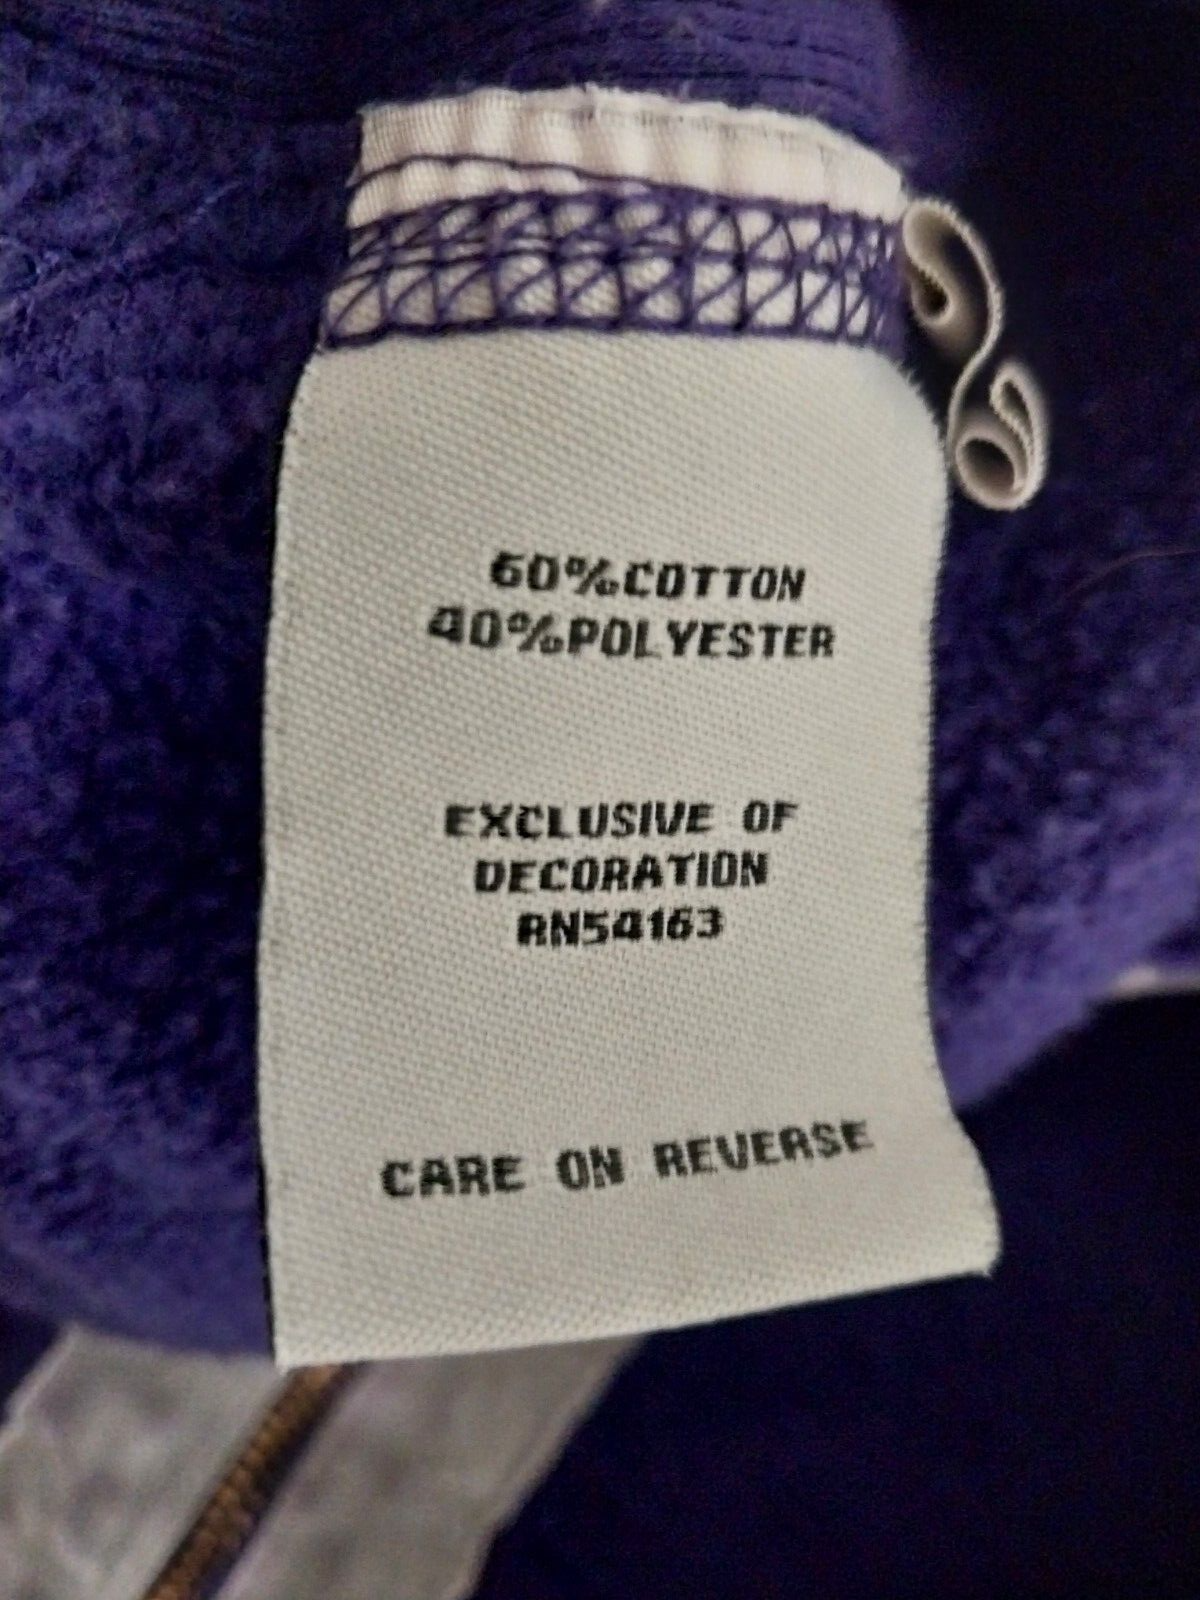 60%COTTON
40%POLYESTER
EXCLUSIVE OF
DECORATION
RN54163
CARE ON REVERSE